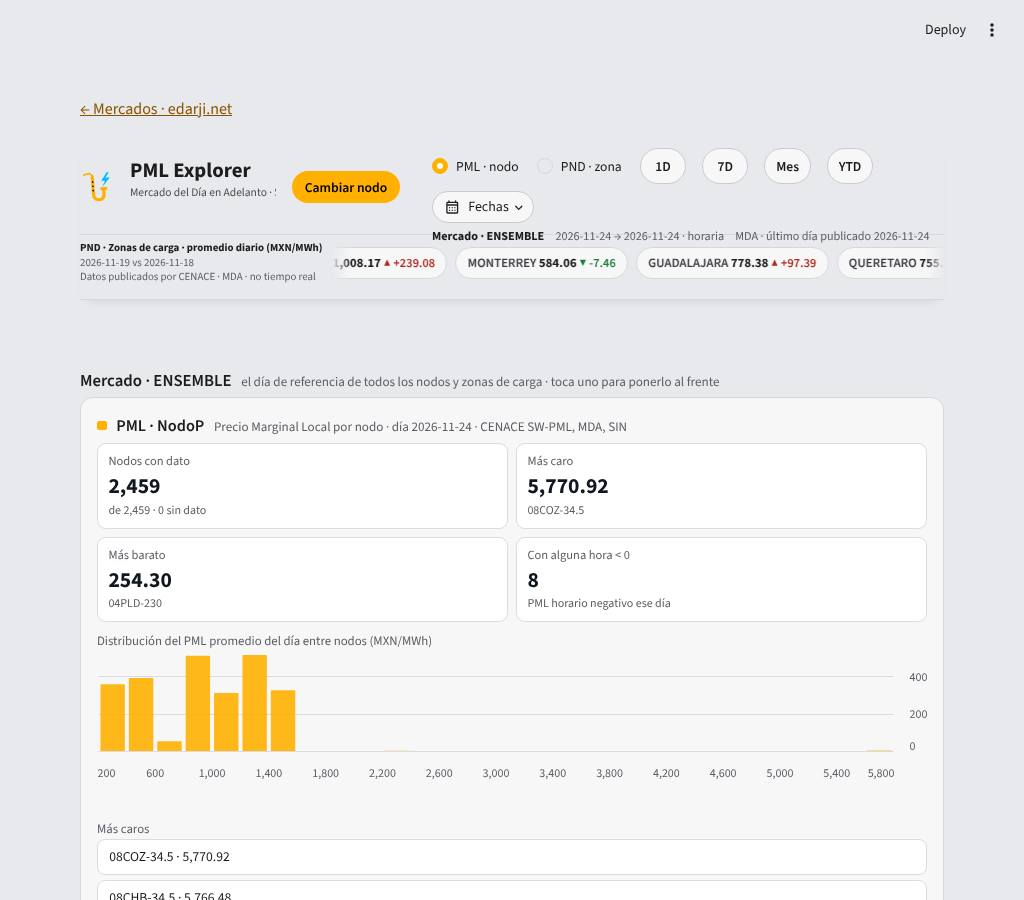 Deploy
← Mercados · edarji.net
PML Explorer
Mercado del Día en Adelanto ·
Cambiar nodo
PML · nodo
PND · zona
1D
7D
Mes
YTD
Fechas
Mercado · ENSEMBLE 2026-11-24 → 2026-11-24 · horaria MDA · último día publicado 2026-11-24
PND · Zonas de carga · promedio diario (MXN/MWh)
2026-11-19 vs 2026-11-18
Datos publicados por CENACE · MDA · no tiempo real
1,008.17 ▲ +239.08
MONTERREY 584.06 ▼ -7.46
GUADALAJARA 778.38 ▲ +97.39
QUERETARO 755.
Mercado · ENSEMBLE el día de referencia de todos los nodos y zonas de carga · toca uno para ponerlo al frente
PML · NodoP Precio Marginal Local por nodo · día 2026-11-24 · CENACE SW-PML, MDA, SIN
Nodos con dato
2,459
de 2,459 · 0 sin dato
Más caro
5,770.92
08COZ-34.5
Más barato
254.30
04PLD-230
Con alguna hora < 0
8
PML horario negativo ese día
Distribución del PML promedio del día entre nodos (MXN/MWh)
400
200
0
200 600 1,000 1,400 1,800 2,200 2,600 3,000 3,400 3,800 4,200 4,600 5,000 5,400 5,800
Más caros
08COZ-34.5 · 5,770.92
08CHB-34.5 · 5,766.48